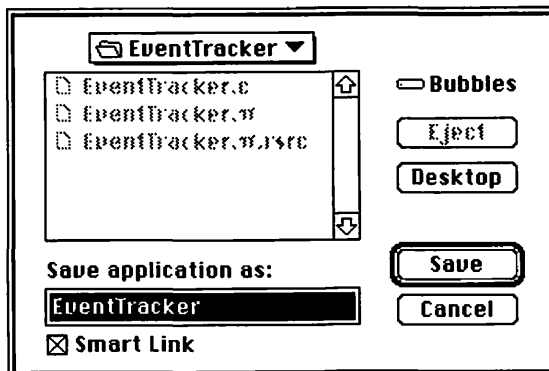 EventTracker
EventTracker.c
EventTracker.π
EventTracker.π.rsrc
Bubbles
Eject
Desktop
Save application as:
EventTracker
Smart Link
Save
Cancel